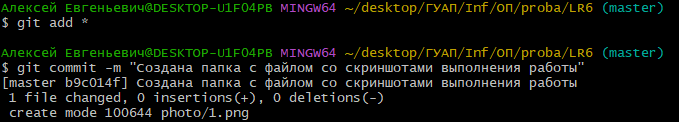 Алексей Евгеньевич@DESKTOP-U1F04PB MINGW64 ~/desktop/ГУАП/Inf/ОП/proba/LR6 (master)
$ git add *
Алексей Евгеньевич@DESKTOP-U1F04PB MINGW64 ~/desktop/ГУАП/Inf/ОП/proba/LR6 (master)
$ git commit -m "Создана папка с файлом со скриншотами выполнения работы"
[master b9c014f] Создана папка с файлом со скриншотами выполнения работы
1 file changed, 0 insertions(+), 0 deletions(-)
create mode 100644 photo/1.png